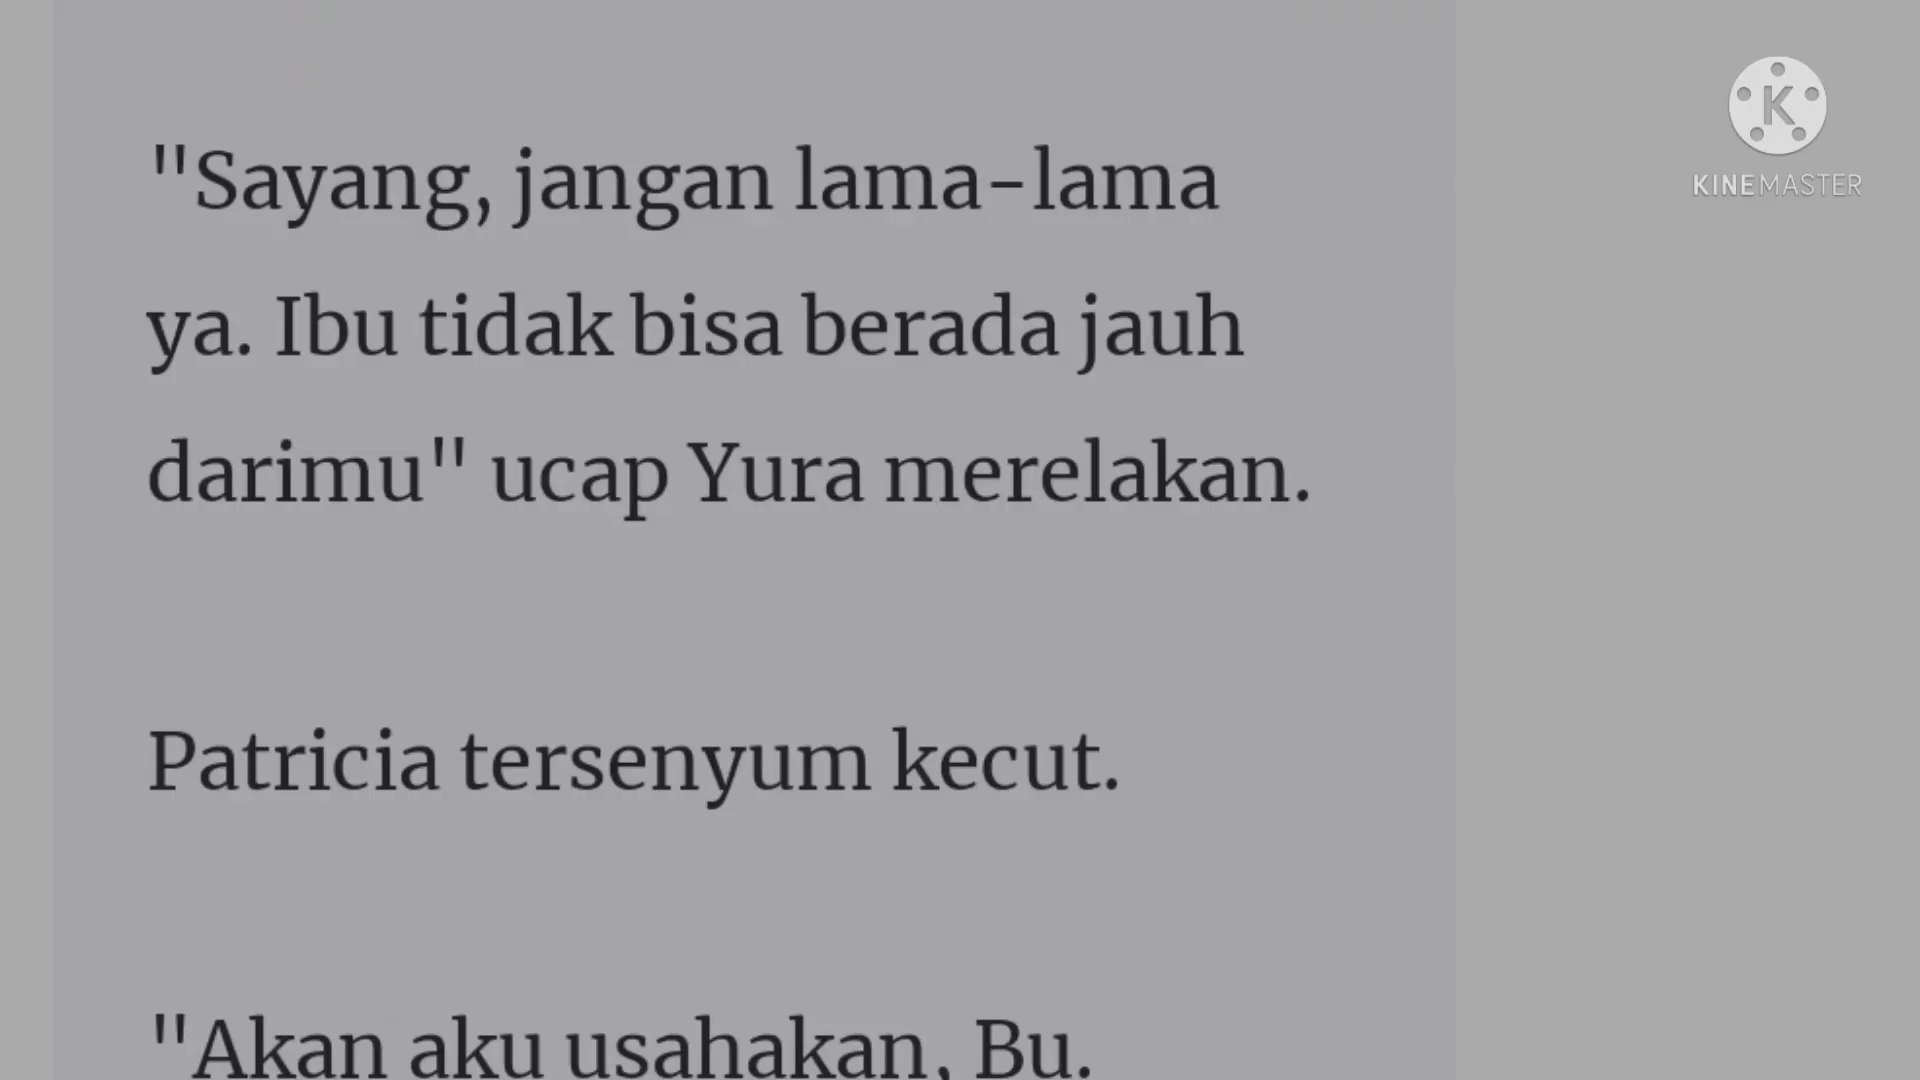 "Sayang, jangan lama-lama
ya. Ibu tidak bisa berada jauh
darimu" ucap Yura merelakan.
Patricia tersenyum kecut.
"Akan aku usahakan, Bu.
K
KINEMASTER